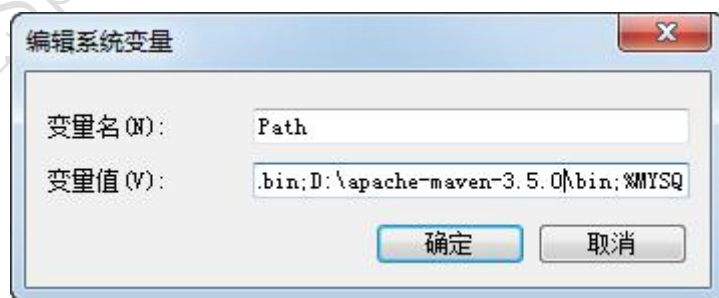 编辑系统变量
变量名(N): Path
变量值(V): .bin;D:\apache-maven-3.5.0\bin;%MYSQ
确定 取消